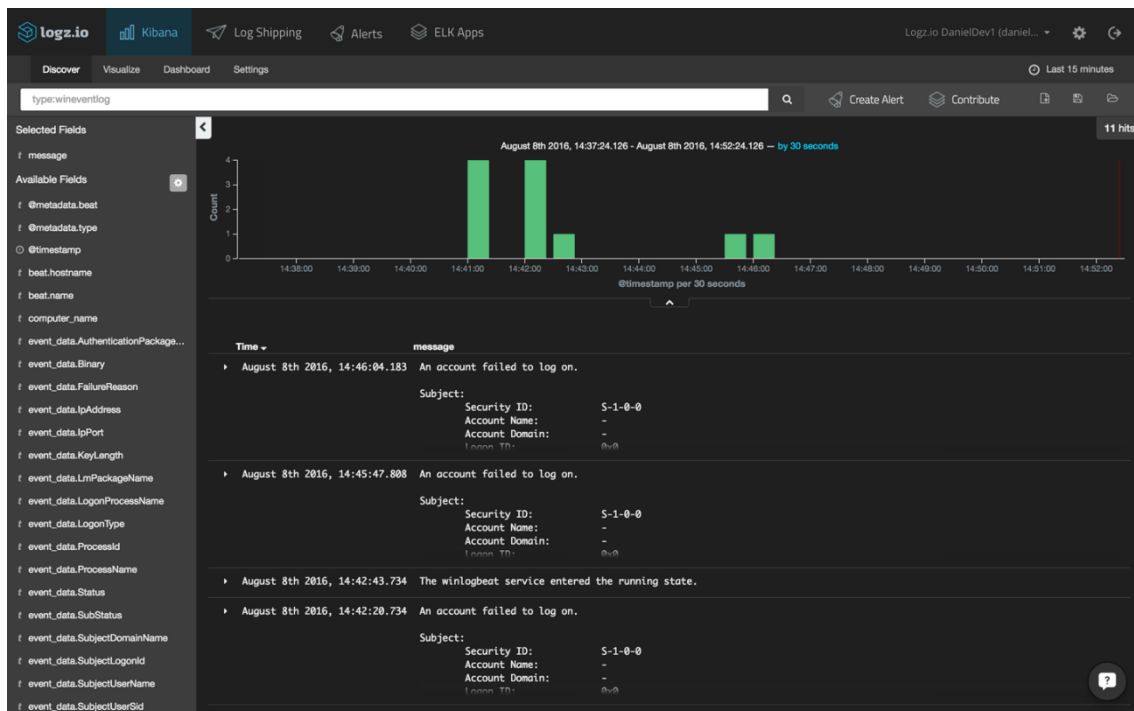 logz.io Kibana Log Shipping Alerts ELK Apps Logz.io DanielDev1 (daniel...
Discover Visualize Dashboard Settings Last 15 minutes
type:wineventlog Create Alert Contribute
Selected Fields
t message
Available Fields
t @metadata.beat
t @metadata.type
@timestamp
t beat.hostname
t beat.name
t computer_name
t event_data.AuthenticationPackage...
t event_data.Binary
t event_data.FailureReason
t event_data.IpAddress
t event_data.IpPort
t event_data.KeyLength
t event_data.LmPackageName
t event_data.LogonProcessName
t event_data.LogonType
t event_data.ProcessId
t event_data.ProcessName
t event_data.Status
t event_data.SubStatus
t event_data.SubjectDomainName
t event_data.SubjectLogonId
t event_data.SubjectUserName
t event_data.SubjectUserSid
11 hits
August 8th 2016, 14:37:24.126 - August 8th 2016, 14:52:24.126 — by 30 seconds
Count
4
3
2
1
0
14:38:00 14:39:00 14:40:00 14:41:00 14:42:00 14:43:00 14:44:00 14:45:00 14:46:00 14:47:00 14:48:00 14:49:00 14:50:00 14:51:00 14:52:00
@timestamp per 30 seconds
Time message
August 8th 2016, 14:46:04.183 An account failed to log on.
Subject:
Security ID: S-1-0-0
Account Name: -
Account Domain: -
Logon ID: 0x0
August 8th 2016, 14:45:47.808 An account failed to log on.
Subject:
Security ID: S-1-0-0
Account Name: -
Account Domain: -
Logon ID: 0x0
August 8th 2016, 14:42:43.734 The winlogbeat service entered the running state.
August 8th 2016, 14:42:20.734 An account failed to log on.
Subject:
Security ID: S-1-0-0
Account Name: -
Account Domain: -
Logon ID: 0x0
?